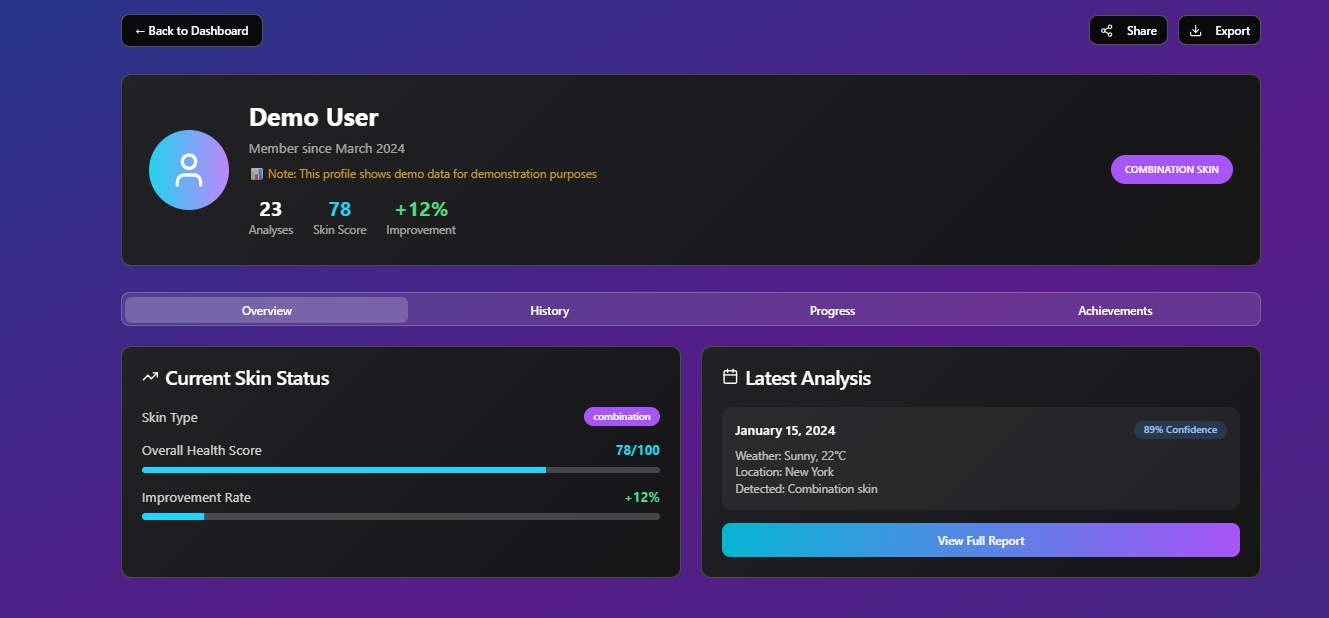 ← Back to Dashboard
Share
Export
Demo User
Member since March 2024
Note: This profile shows demo data for demonstration purposes
COMBINATION SKIN
23 78 +12%
Analyses Skin Score Improvement
Overview History Progress Achievements
Current Skin Status
Skin Type combination
Overall Health Score 78/100
Improvement Rate +12%
Latest Analysis
January 15, 2024 89% Confidence
Weather: Sunny, 22°C
Location: New York
Detected: Combination skin
View Full Report